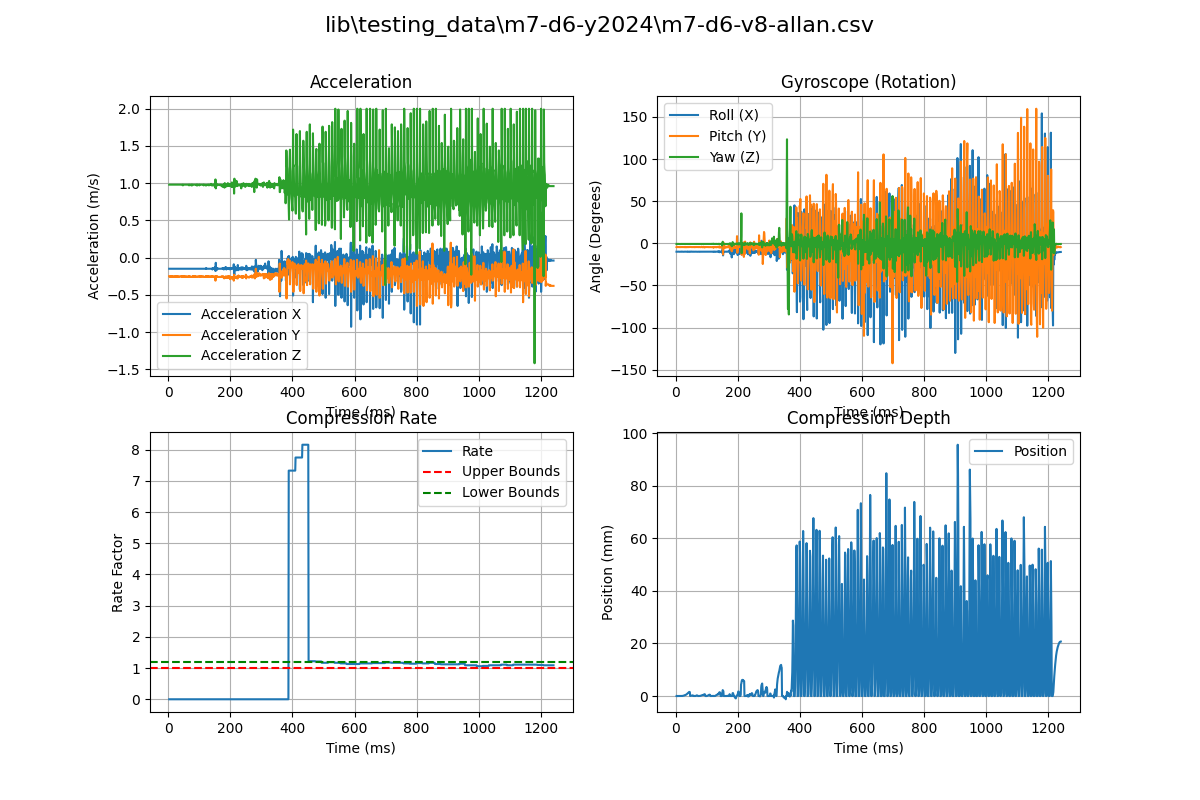 lib\testing_data\m7-d6-y2024\m7-d6-v8-allan.csv
Acceleration
Acceleration (m/s)
2.0
1.5
1.0
0.5
0.0
−0.5
−1.0
−1.5
Acceleration X
Acceleration Y
Acceleration Z
0 200 400 600 800 1000 1200
Time (ms)
Gyroscope (Rotation)
Angle (Degrees)
150
100
50
0
−50
−100
−150
Roll (X)
Pitch (Y)
Yaw (Z)
0 200 400 600 800 1000 1200
Time (ms)
Compression Rate
Rate Factor
8
7
6
5
4
3
2
1
0
Rate
Upper Bounds
Lower Bounds
0 200 400 600 800 1000 1200
Time (ms)
Compression Depth
Position (mm)
100
80
60
40
20
0
Position
0 200 400 600 800 1000 1200
Time (ms)